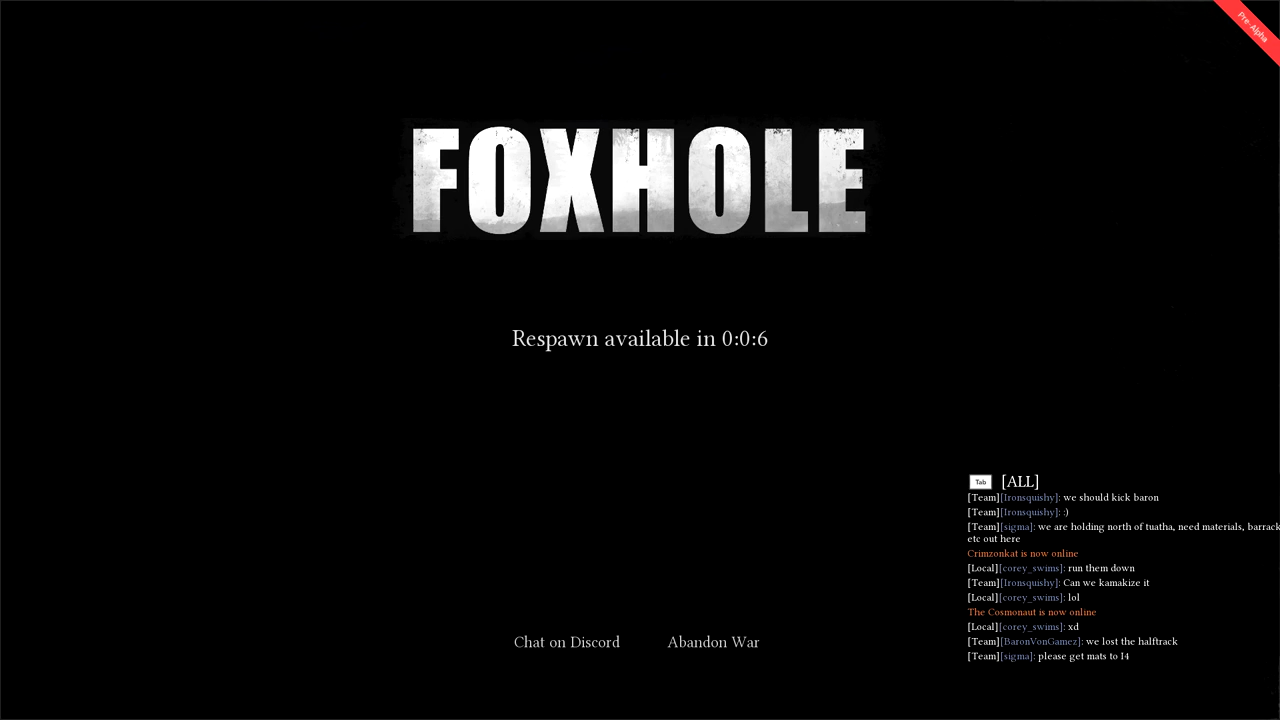 Pre-Alpha
FOXHOLE
Respawn available in 0:0:6
Tab [ALL]
[Team][Ironsquishy]: we should kick baron
[Team][Ironsquishy]: :)
[Team][sigma]: we are holding north of tuatha, need materials, barrack
etc out here
Crimzonkat is now online
[Local][corey_swims]: run them down
[Team][Ironsquishy]: Can we kamakize it
[Local][corey_swims]: lol
The Cosmonaut is now online
[Local][corey_swims]: xd
[Team][BaronVonGamez]: we lost the halftrack
[Team][sigma]: please get mats to I4
Chat on Discord Abandon War